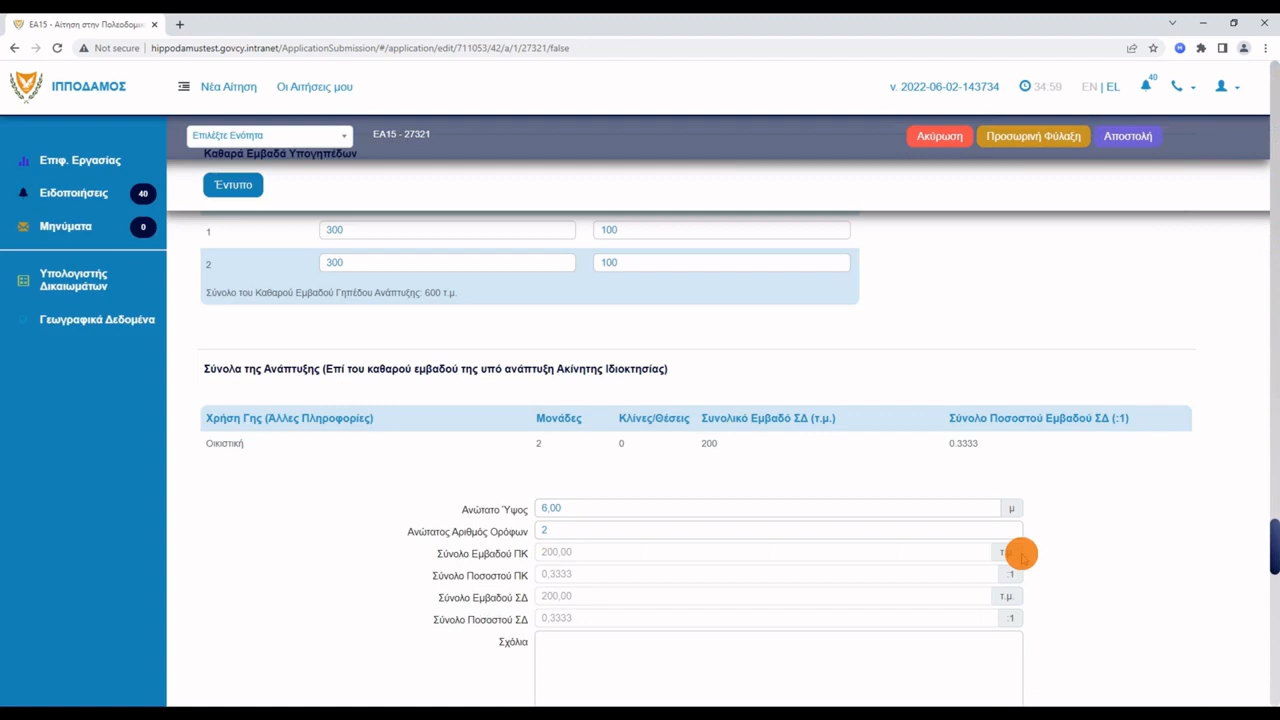 ΕΑ15 - Αίτηση στην Πολεοδομι
Not secure | hippodamustest.govcy.intranet/ApplicationSubmission/#/application/edit/711053/42/a/1/27321/false
ΙΠΠΟΔΑΜΟΣ
Νέα Αίτηση
Οι Αιτήσεις μου
v. 2022-06-02-143734
34:59
EN | EL
40
Επιλέξτε Ενότητα
ΕΑ15 - 27321
Ακύρωση
Προσωρινή Φύλαξη
Αποστολή
Καθαρά Εμβαδά Υπογηπέδων
Έντυπο
Επιφ. Εργασίας
Ειδοποιήσεις 40
Μηνύματα 0
Υπολογιστής
Δικαιωμάτων
Γεωγραφικά Δεδομένα
1 300 100
2 300 100
Σύνολο του Καθαρού Εμβαδού Γηπέδου Ανάπτυξης: 600 τ.μ.
Σύνολα της Ανάπτυξης (Επί του καθαρού εμβαδού της υπό ανάπτυξη Ακίνητης Ιδιοκτησίας)
Χρήση Γης (Άλλες Πληροφορίες) Μονάδες Κλίνες/Θέσεις Συνολικό Εμβαδό ΣΔ (τ.μ.) Σύνολο Ποσοστού Εμβαδού ΣΔ (:1)
Οικιστική 2 0 200 0.3333
Ανώτατο Ύψος 6,00 μ
Ανώτατος Αριθμός Ορόφων 2
Σύνολο Εμβαδού ΠΚ 200,00
Σύνολο Ποσοστού ΠΚ 0,3333 :1
Σύνολο Εμβαδού ΣΔ 200,00 τ.μ.
Σύνολο Ποσοστού ΣΔ 0,3333 :1
Σχόλια